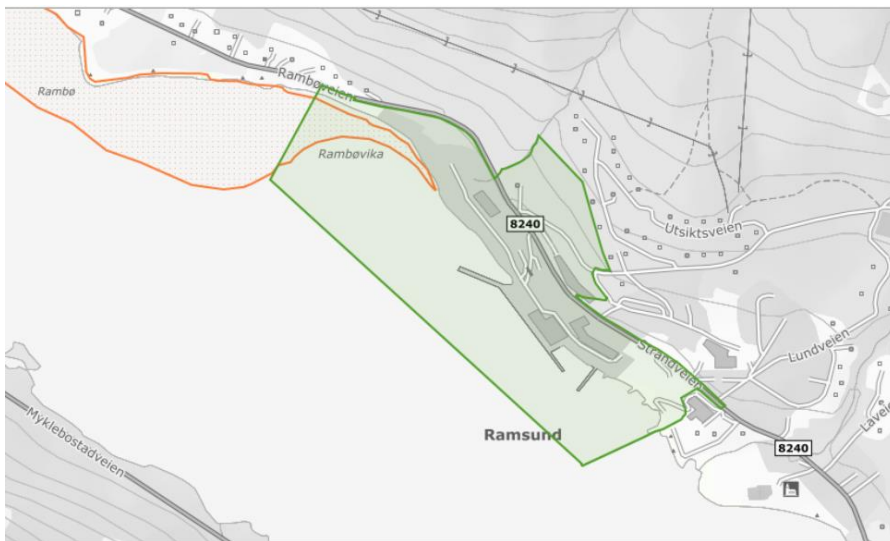 Rambøveien
Rambø
Rambøvika
8240
Utsiktsveien
Strandveien
Lundveien
Myklebostadveien
Ramsund
8240